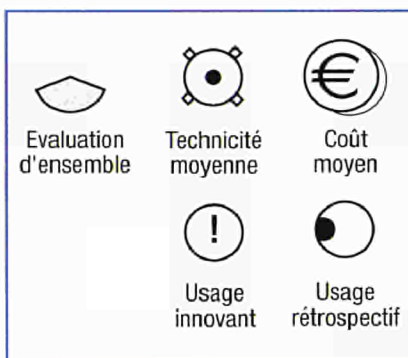 Evaluation
d'ensemble
Technicité
moyenne
€
Coût
moyen
!
Usage
innovant
Usage
rétrospectif